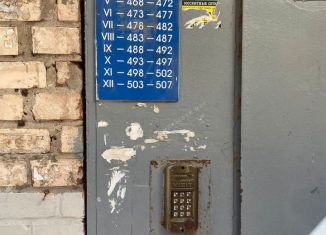 V – 468 – 472
VI – 473 – 477
VII – 478 – 482
VIII – 483 – 487
IX – 488 – 492
X – 493 – 497
XI – 498 – 502
XII – 503 – 507
VIZIT